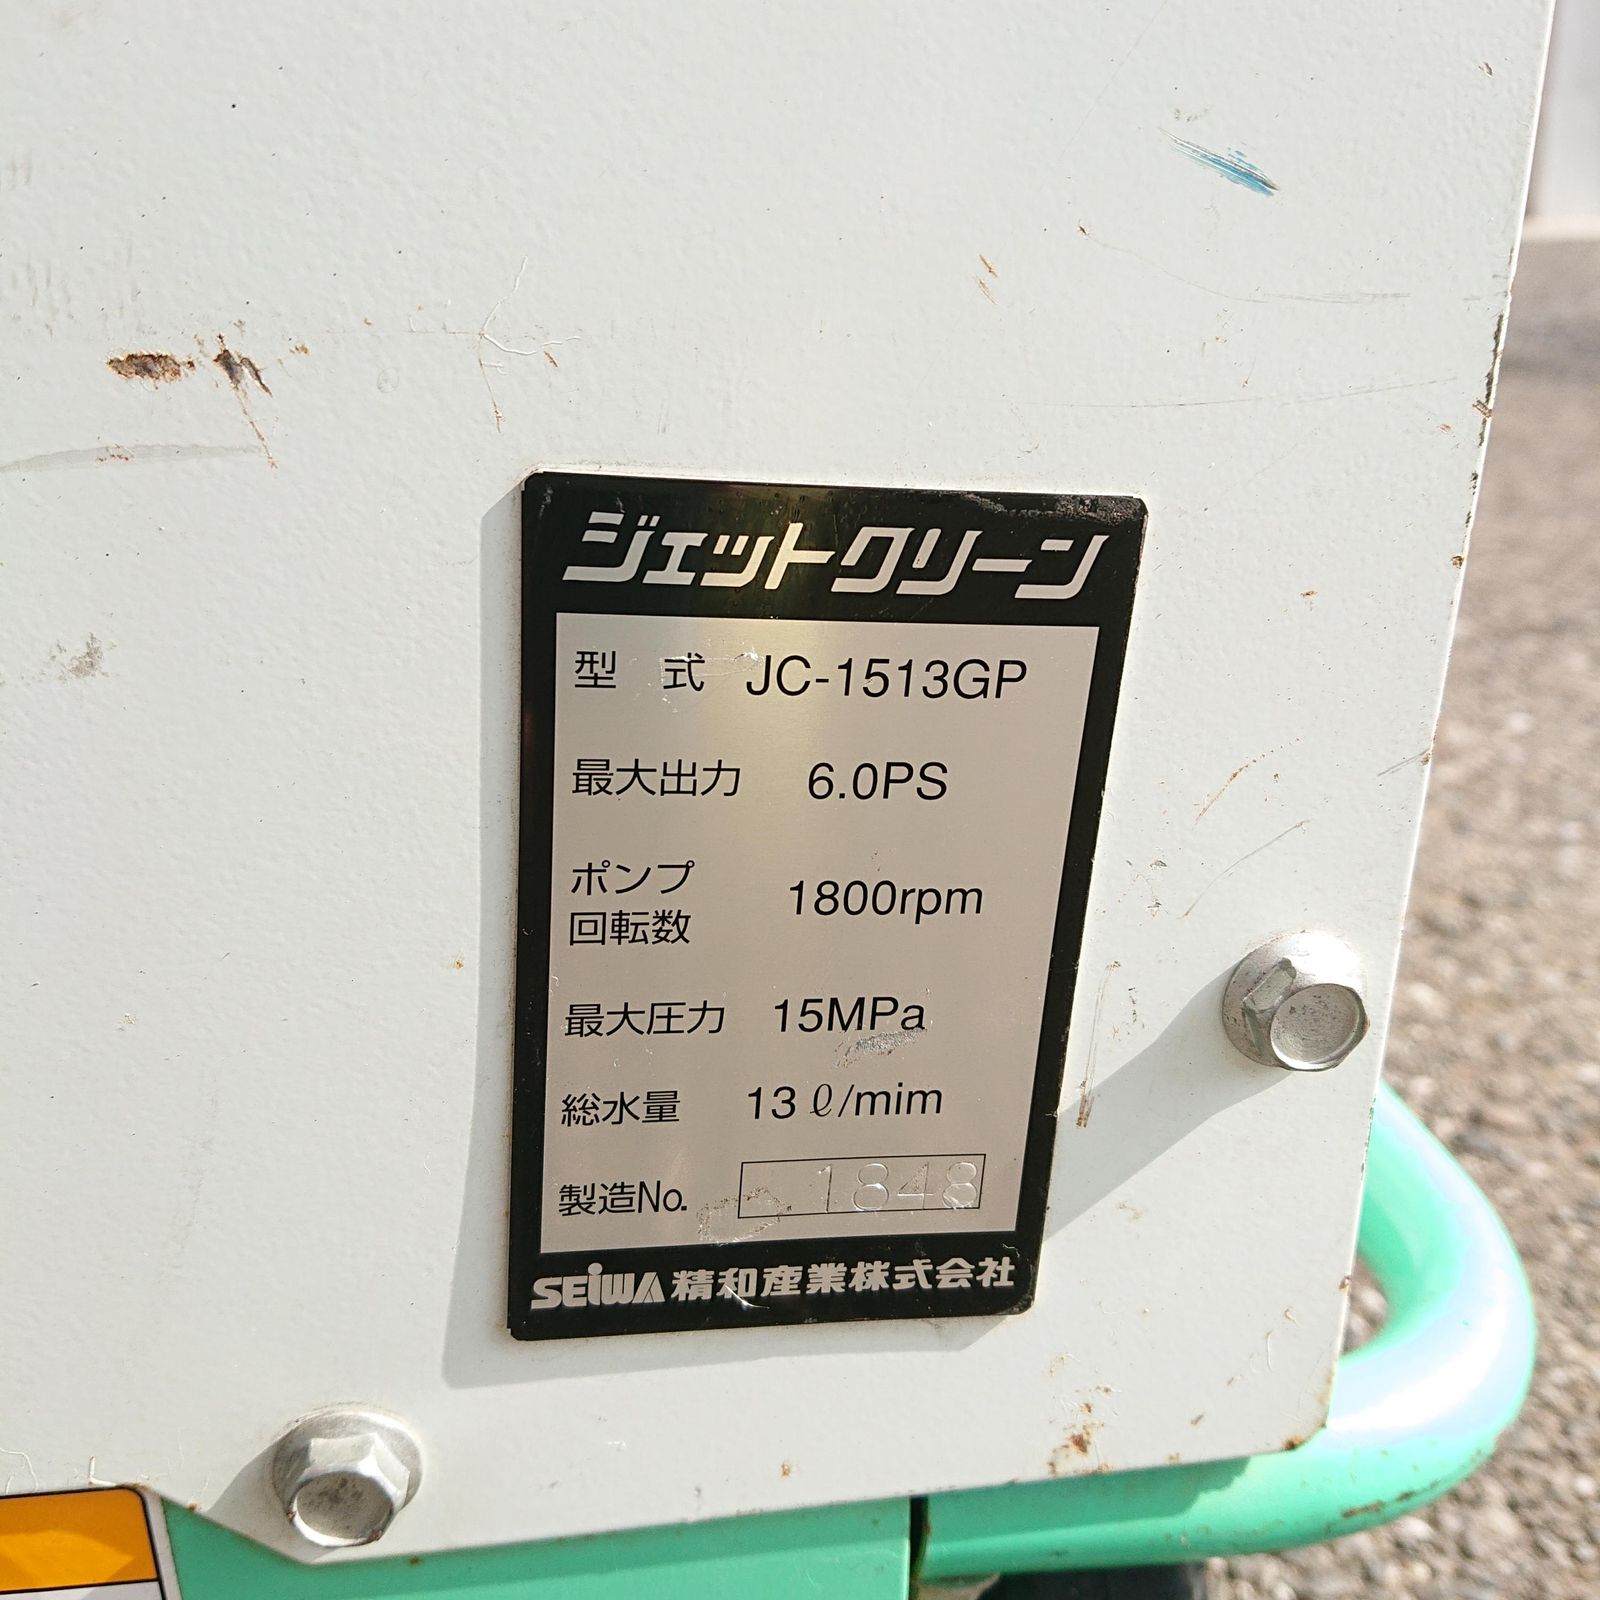 ジェットクリーン
型 式 JC-1513GP
最大出力 6.0PS
ポンプ
回転数 1800rpm
最大圧力 15MPa
総水量 13ℓ/mim
製造No. 1848
SEiWA 精和産業株式会社